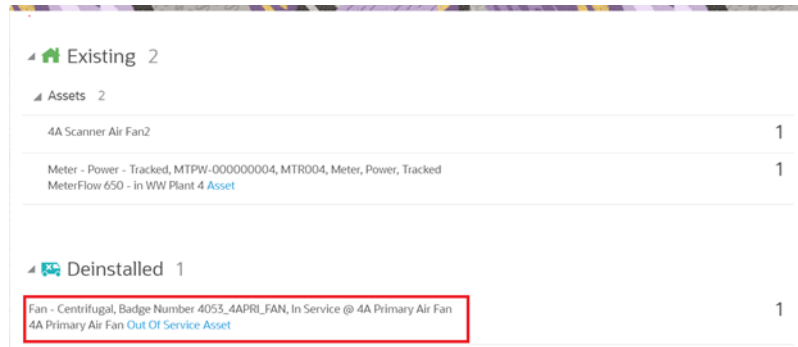 Existing 2
Assets 2
4A Scanner Air Fan2 1
Meter - Power - Tracked, MTPW-000000004, MTR004, Meter, Power, Tracked 1
MeterFlow 650 - in WW Plant 4 Asset
Deinstalled 1
Fan - Centrifugal, Badge Number 4053_4APRI_FAN, In Service @ 4A Primary Air Fan 1
4A Primary Air Fan Out Of Service Asset